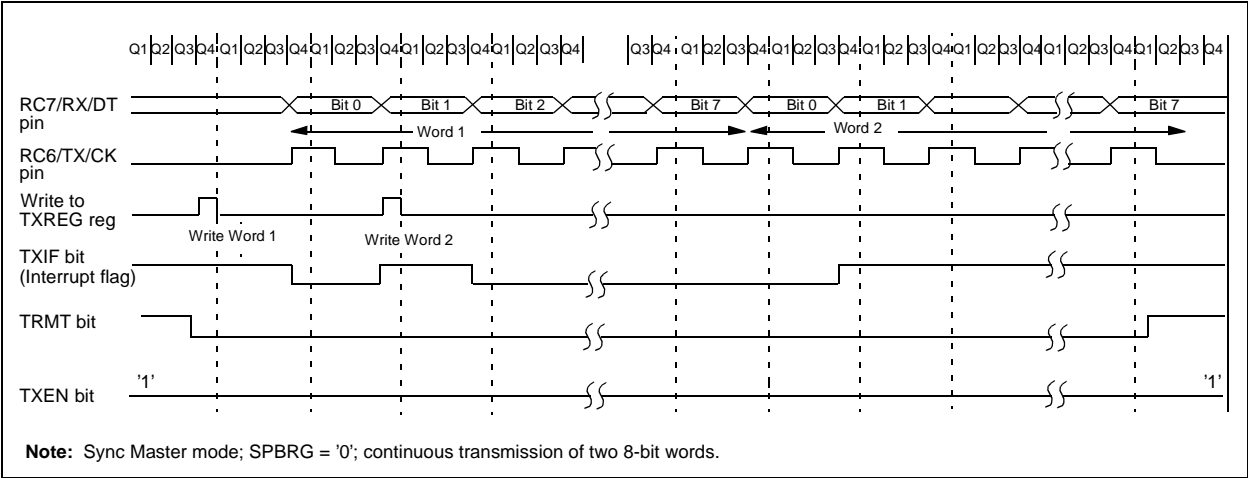 Q1 Q2 Q3 Q4 Q1 Q2 Q3 Q4 Q1 Q2 Q3 Q4 Q1 Q2 Q3 Q4 Q1 Q2 Q3 Q4 Q3 Q4 Q1 Q2 Q3 Q4 Q1 Q2 Q3 Q4 Q1 Q2 Q3 Q4 Q1 Q2 Q3 Q4 Q1 Q2 Q3 Q4 Q1 Q2 Q3 Q4
RC7/RX/DT
pin
Bit 0 Bit 1 Bit 2 Bit 7 Bit 0 Bit 1 Bit 7
Word 1 Word 2
RC6/TX/CK
pin
Write to
TXREG reg
Write Word 1 Write Word 2
TXIF bit
(Interrupt flag)
TRMT bit
'1' '1'
TXEN bit
Note: Sync Master mode; SPBRG = '0'; continuous transmission of two 8-bit words.